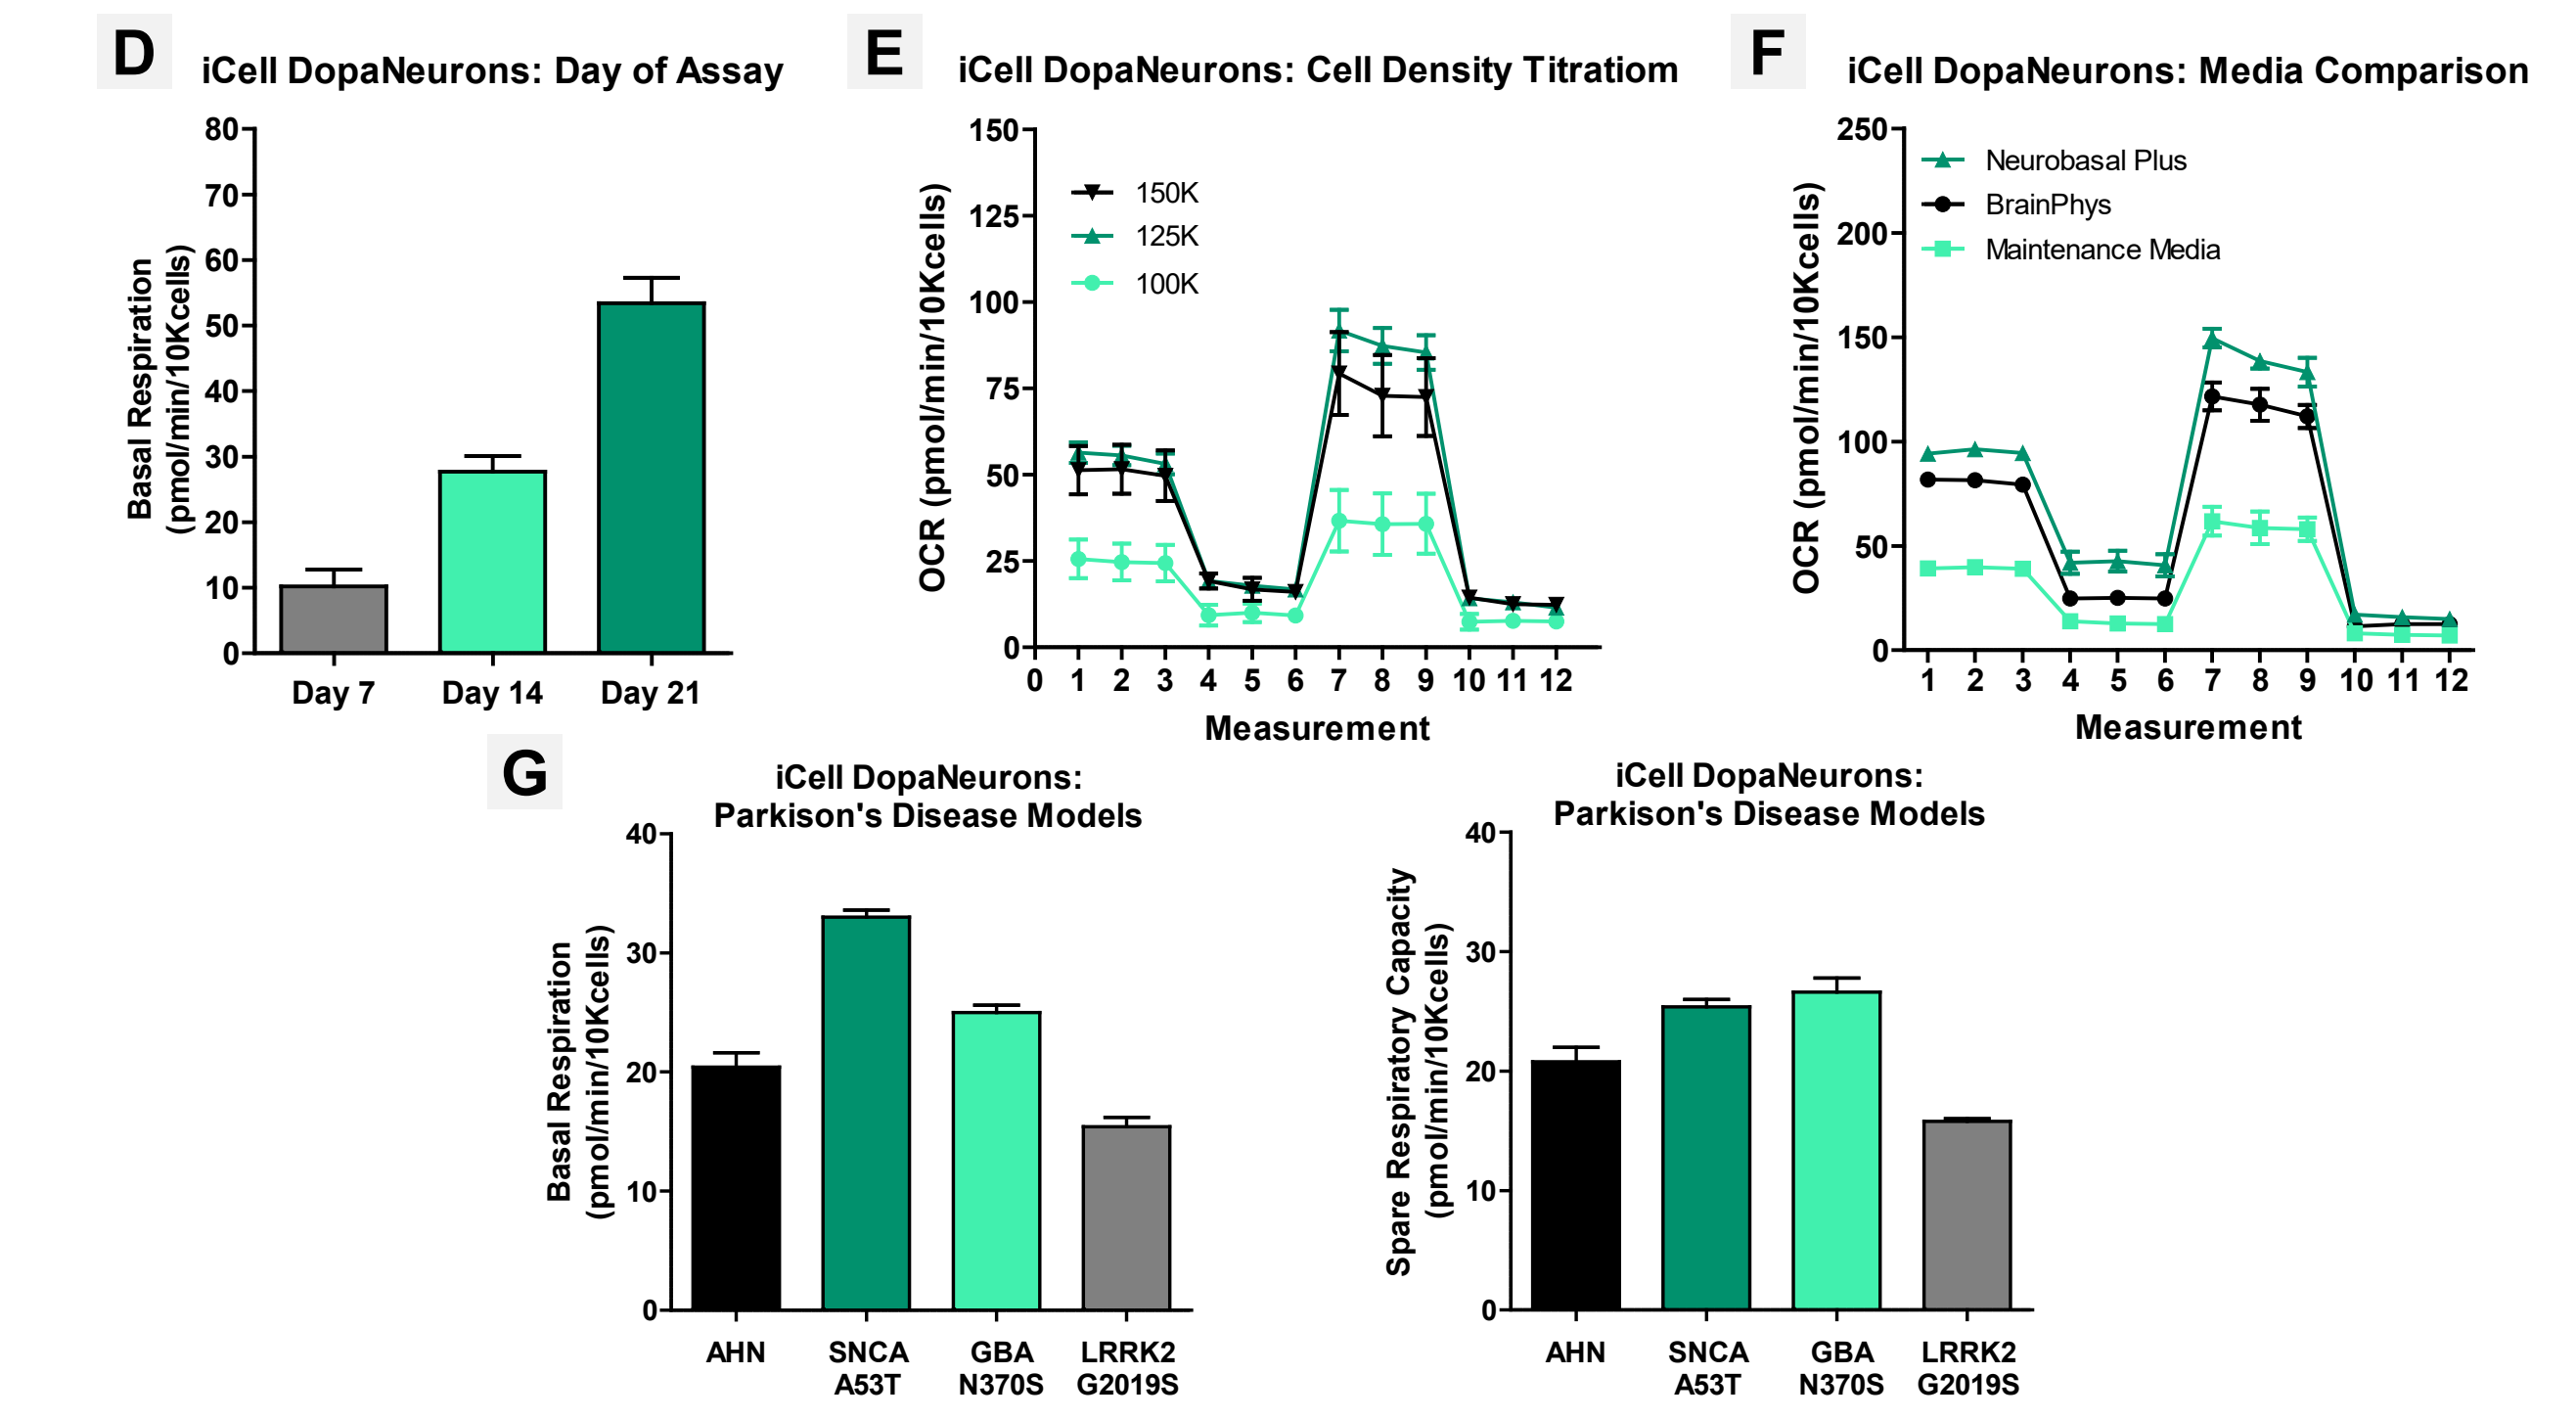 D
iCell DopaNeurons: Day of Assay
Basal Respiration
(pmol/min/10Kcells)
80
70
60
50
40
30
20
10
0
Day 7 Day 14 Day 21
E
iCell DopaNeurons: Cell Density Titratiom
OCR (pmol/min/10Kcells)
150
125
100
75
50
25
0
150K
125K
100K
0 1 2 3 4 5 6 7 8 9 10 11 12
Measurement
F
iCell DopaNeurons: Media Comparison
OCR (pmol/min/10Kcells)
250
200
150
100
50
0
Neurobasal Plus
BrainPhys
Maintenance Media
1 2 3 4 5 6 7 8 9 10 11 12
Measurement
G
iCell DopaNeurons:
Parkison's Disease Models
Basal Respiration
(pmol/min/10Kcells)
40
30
20
10
0
AHN SNCA GBA LRRK2
A53T N370S G2019S
iCell DopaNeurons:
Parkison's Disease Models
Spare Respiratory Capacity
(pmol/min/10Kcells)
40
30
20
10
0
AHN SNCA GBA LRRK2
A53T N370S G2019S